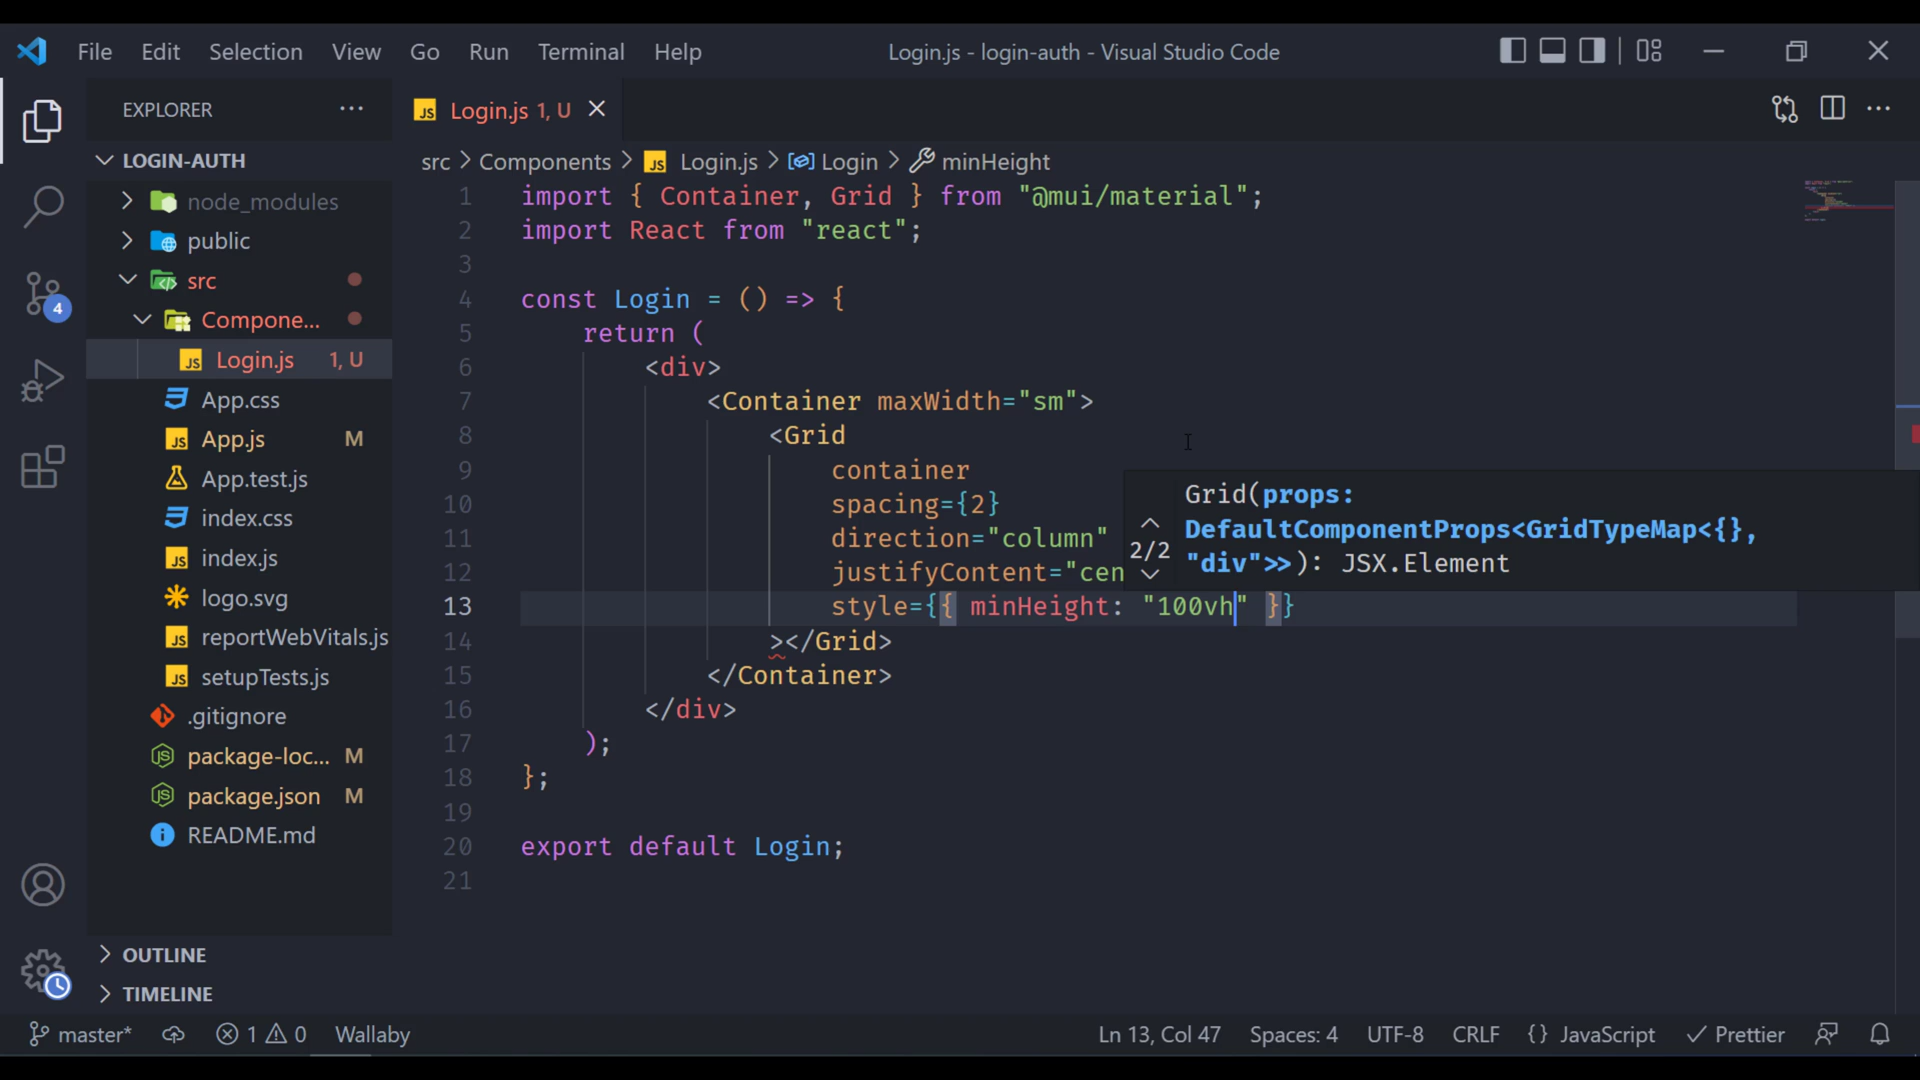 File Edit Selection View Go Run Terminal Help Login.js - login-auth - Visual Studio Code
EXPLORER
LOGIN-AUTH
node_modules
public
src
Compone...
Login.js 1, U
App.css
App.js M
App.test.js
index.css
index.js
logo.svg
reportWebVitals.js
setupTests.js
.gitignore
package-loc... M
package.json M
README.md
OUTLINE
TIMELINE
4
JS Login.js 1, U
src > Components > JS Login.js > Login > minHeight
1 import { Container, Grid } from "@mui/material";
2 import React from "react";
3
4 const Login = () => {
5 return (
6 <div>
7 <Container maxWidth="sm">
8 <Grid
9 container
10 spacing={2}
11 direction="column"
12 justifyContent="cen
13 style={{ minHeight: "100vh" }}
14 ></Grid>
15 </Container>
16 </div>
17 );
18 };
19
20 export default Login;
21
Grid(props:
DefaultComponentProps<GridTypeMap<{},
2/2 "div">>): JSX.Element
master* 1 0 Wallaby Ln 13, Col 47 Spaces: 4 UTF-8 CRLF {} JavaScript Prettier